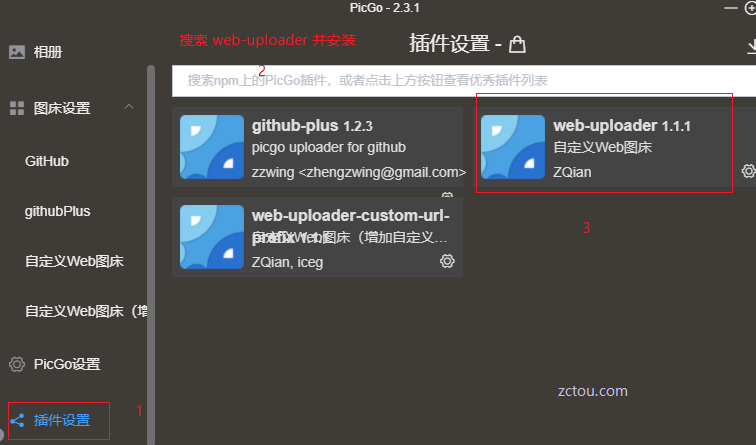 PicGo - 2.3.1
搜索 web-uploader 并安装
插件设置 -
相册
2
搜索npm上的PicGo插件，或者点击上方按钮查看优秀插件列表
图床设置
GitHub
githubPlus
自定义Web图床
自定义Web图床（增
PicGo设置
插件设置
1
github-plus 1.2.3
picgo uploader for github
zzwing <zhengzwing@gmail.com>
web-uploader 1.1.1
自定义Web图床
ZQian
web-uploader-custom-url-
prefix 1.1.
自定义Web图床（增加自定义…
ZQian, iceg
3
zctou.com